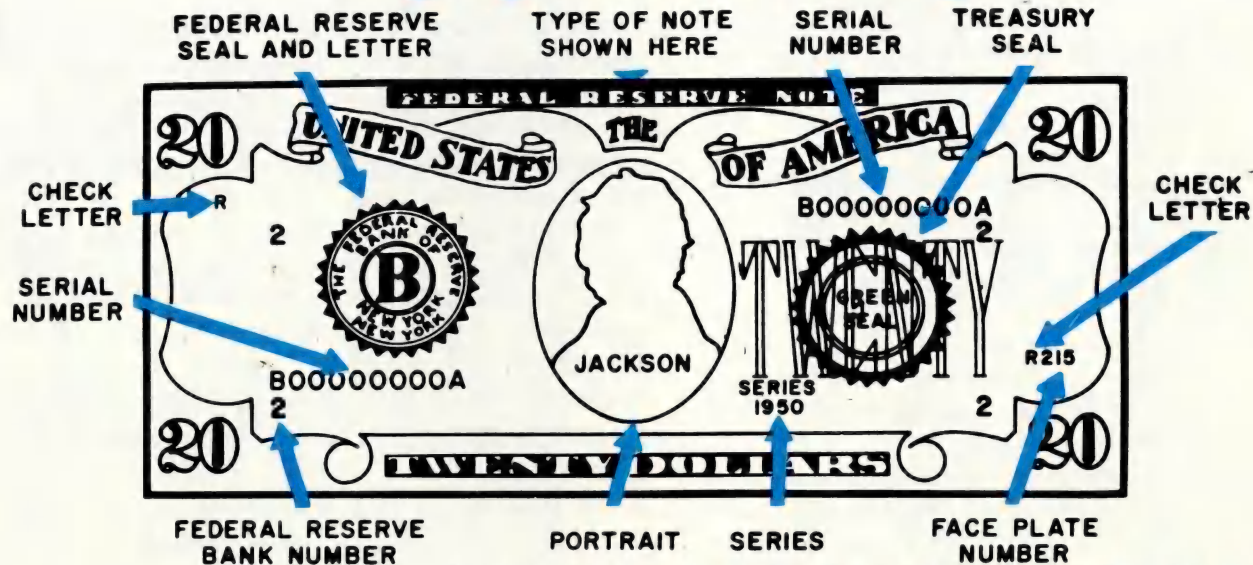 FEDERAL RESERVE
SEAL AND LETTER
TYPE OF NOTE
SHOWN HERE
SERIAL
NUMBER
TREASURY
SEAL
FEDERAL RESERVE NOTE
20
UNITED STATES
THE
OF AMERICA
20
CHECK
LETTER
R
2
THE FEDERAL RESERVE
BANK OF
B
NEW YORK
NEW YORK
B00000000A
2
TWENTY
GREEN
SEAL
CHECK
LETTER
SERIAL
NUMBER
JACKSON
R215
B00000000A
2
SERIES
1950
2
20
TWENTY DOLLARS
20
FEDERAL RESERVE
BANK NUMBER
PORTRAIT
SERIES
FACE PLATE
NUMBER